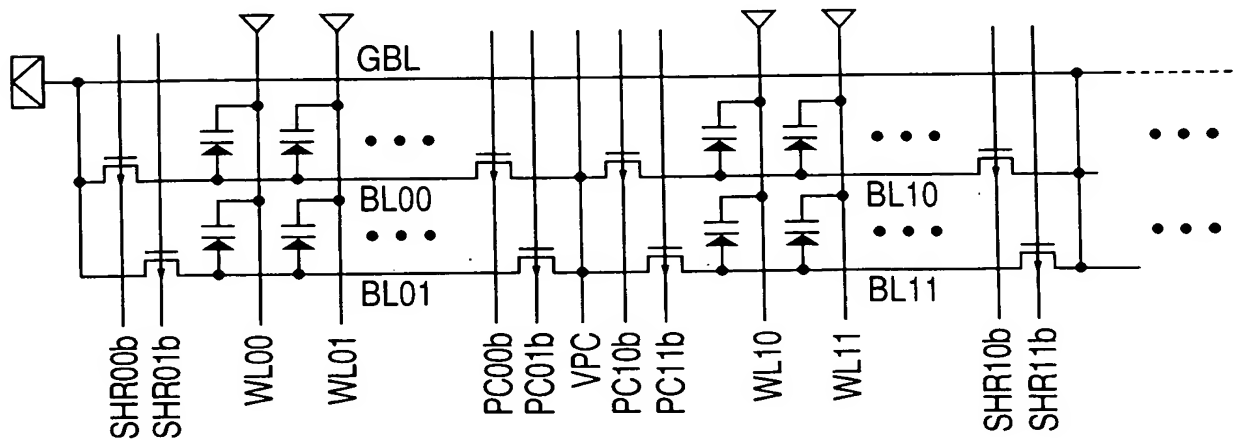 GBL
BL00
BL10
BL01
BL11
SHR00b
SHR01b
WL00
WL01
PC00b
PC01b
VPC
PC10b
PC11b
WL10
WL11
SHR10b
SHR11b